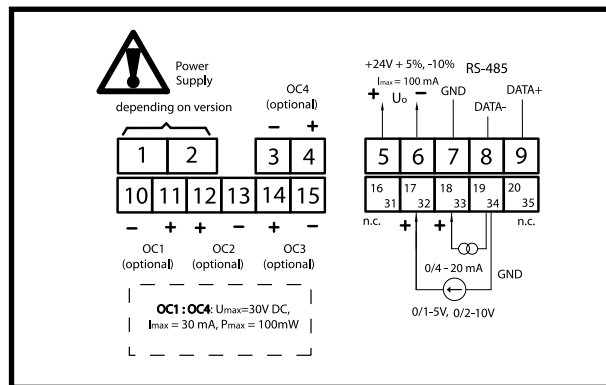 Power
Supply
depending on version
OC4
(optional)
− +
1 2 3 4
10 11 12 13 14 15
− + + − + −
OC1 OC2 OC3
(optional) (optional) (optional)
OC1 : OC4: Umax=30V DC,
Imax = 30 mA, Pmax = 100mW
+24V + 5%, -10% RS-485
Imax = 100 mA
+ Uo − GND DATA+
DATA-
5 6 7 8 9
16 17 18 19 20
31 32 33 34 35
n.c. + + n.c.
0/4 - 20 mA
GND
0/1-5V, 0/2-10V